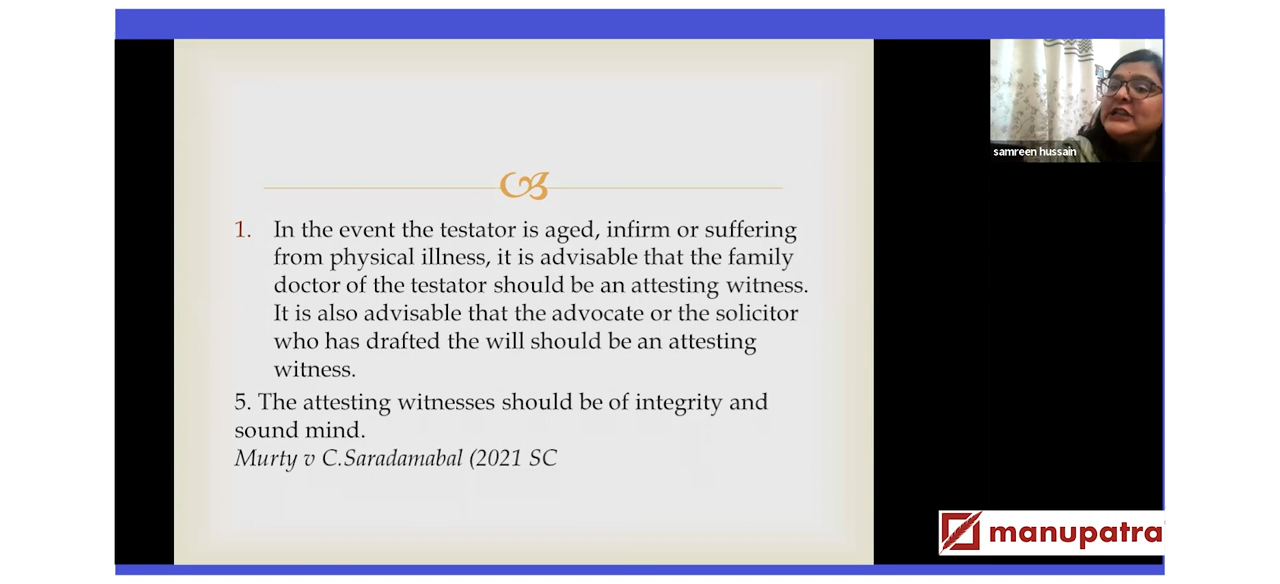 samreen hussain
1. In the event the testator is aged, infirm or suffering
from physical illness, it is advisable that the family
doctor of the testator should be an attesting witness.
It is also advisable that the advocate or the solicitor
who has drafted the will should be an attesting
witness.
5. The attesting witnesses should be of integrity and
sound mind.
Murty v C.Saradamabal (2021 SC
manupatra